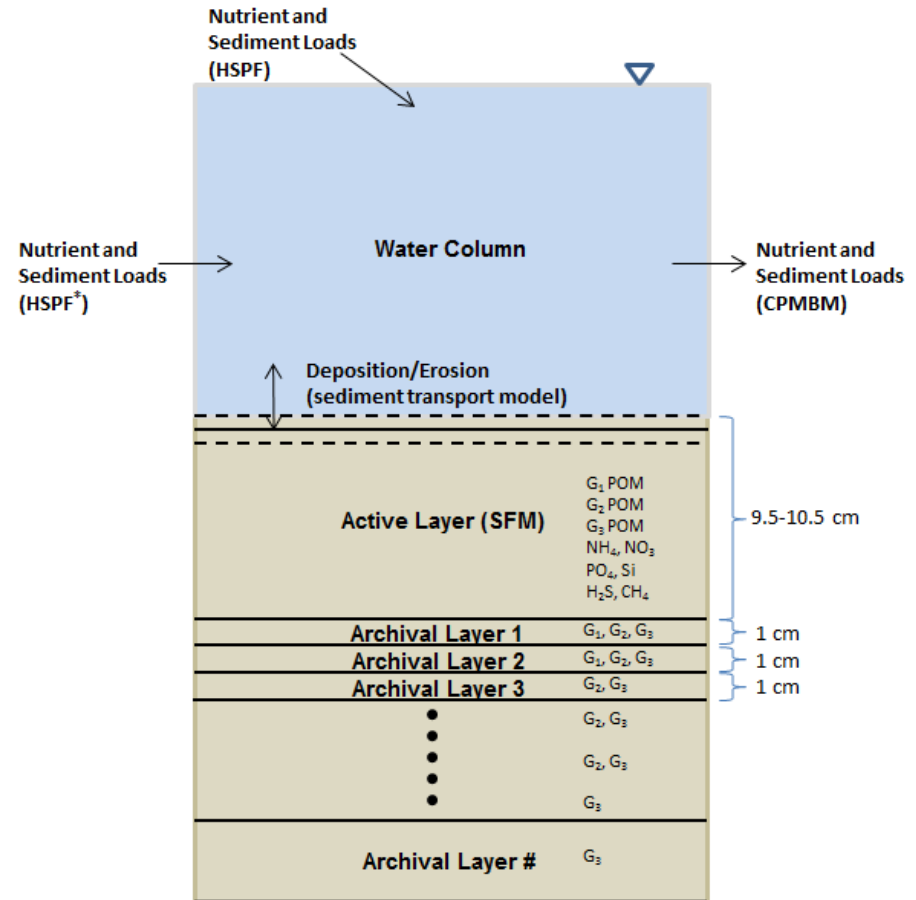 Nutrient and
Sediment Loads
(HSPF)
Water Column
Nutrient and
Sediment Loads
(HSPF*)
Nutrient and
Sediment Loads
(CPMBM)
Deposition/Erosion
(sediment transport model)
Active Layer (SFM)
G₁ POM
G₂ POM
G₃ POM
NH₄, NO₃
PO₄, Si
H₂S, CH₄
9.5-10.5 cm
Archival Layer 1 G₁, G₂, G₃ 1 cm
Archival Layer 2 G₁, G₂, G₃ 1 cm
Archival Layer 3 G₂, G₃ 1 cm
G₂, G₃
G₂, G₃
G₃
Archival Layer # G₃